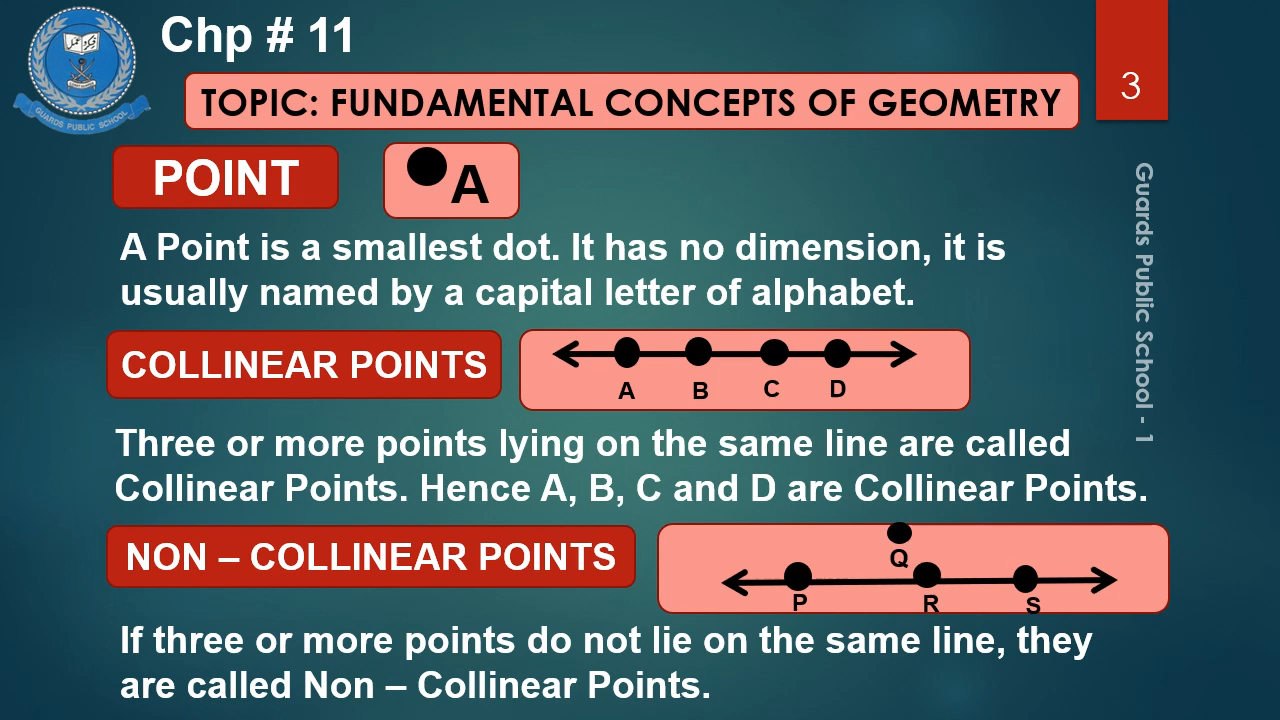 Chp # 11
3
TOPIC: FUNDAMENTAL CONCEPTS OF GEOMETRY
GUARDS PUBLIC SCHOOL
POINT
A
A Point is a smallest dot. It has no dimension, it is
usually named by a capital letter of alphabet.
COLLINEAR POINTS
A B C D
Three or more points lying on the same line are called
Collinear Points. Hence A, B, C and D are Collinear Points.
NON – COLLINEAR POINTS
Q
P R S
If three or more points do not lie on the same line, they
are called Non – Collinear Points.
Guards Public School - 1